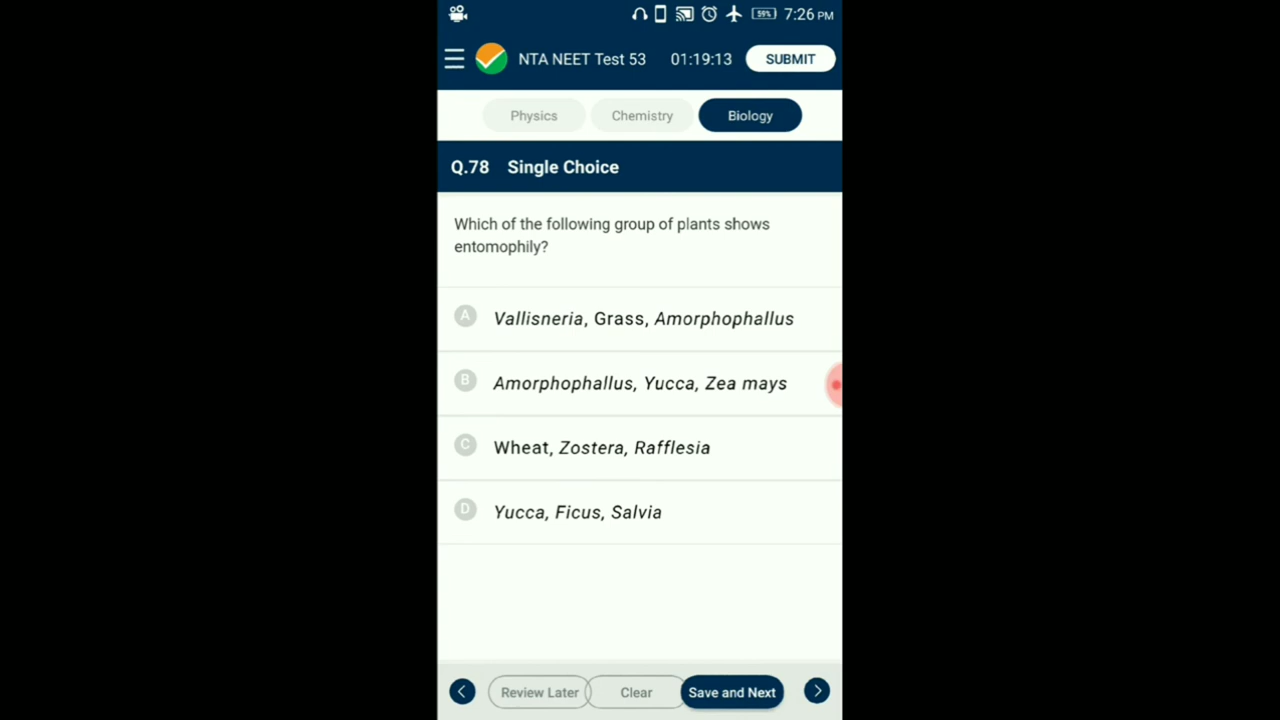 59% 7:26 PM
NTA NEET Test 53 01:19:13 SUBMIT
Physics Chemistry Biology
Q.78 Single Choice
Which of the following group of plants shows
entomophily?
A Vallisneria, Grass, Amorphophallus
B Amorphophallus, Yucca, Zea mays
C Wheat, Zostera, Rafflesia
D Yucca, Ficus, Salvia
Review Later Clear Save and Next